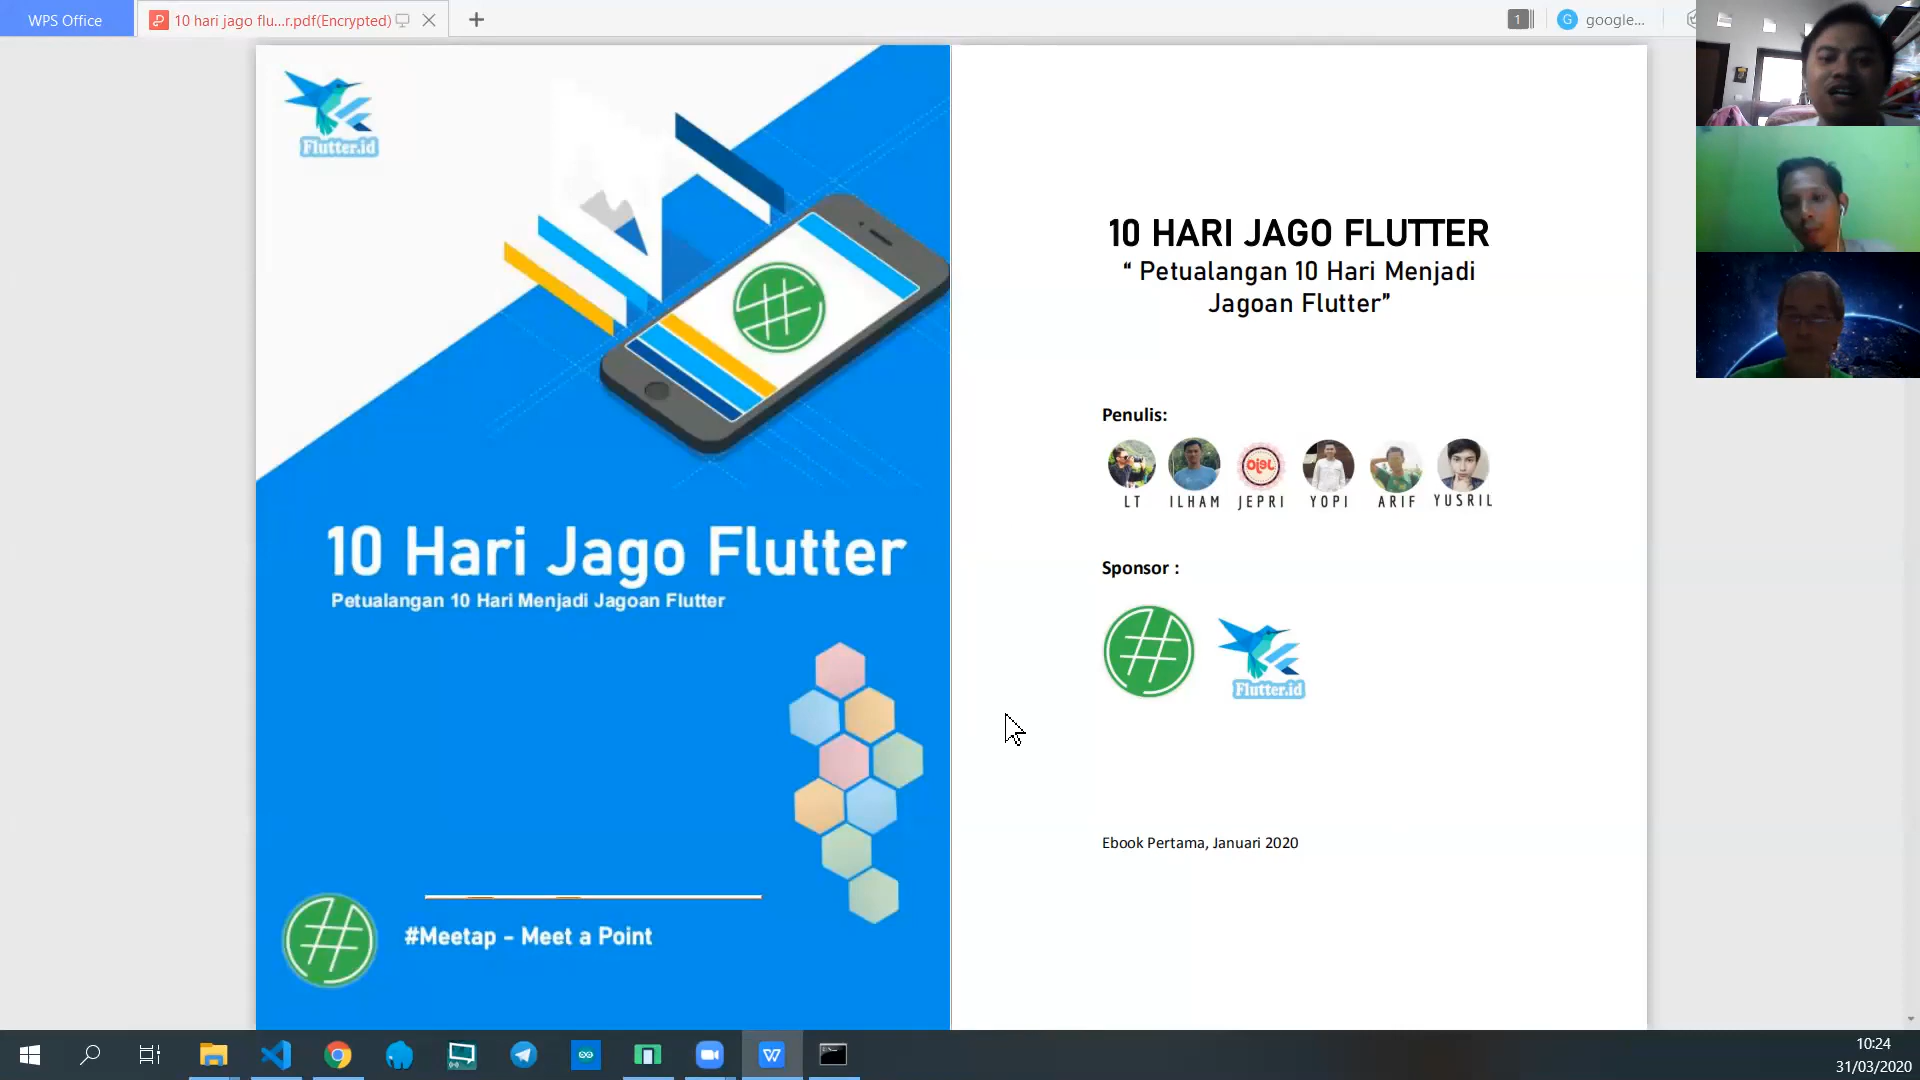 WPS Office
10 hari jago flu...r.pdf(Encrypted)
1
G google...
Flutter.id
10 Hari Jago Flutter
Petualangan 10 Hari Menjadi Jagoan Flutter
#Meetap - Meet a Point
10 HARI JAGO FLUTTER
“ Petualangan 10 Hari Menjadi
Jagoan Flutter”
Penulis:
Jejo
LT ILHAM JEPRI YOPI ARIF YUSRIL
Sponsor :
Flutter.id
Ebook Pertama, Januari 2020
10:24
31/03/2020